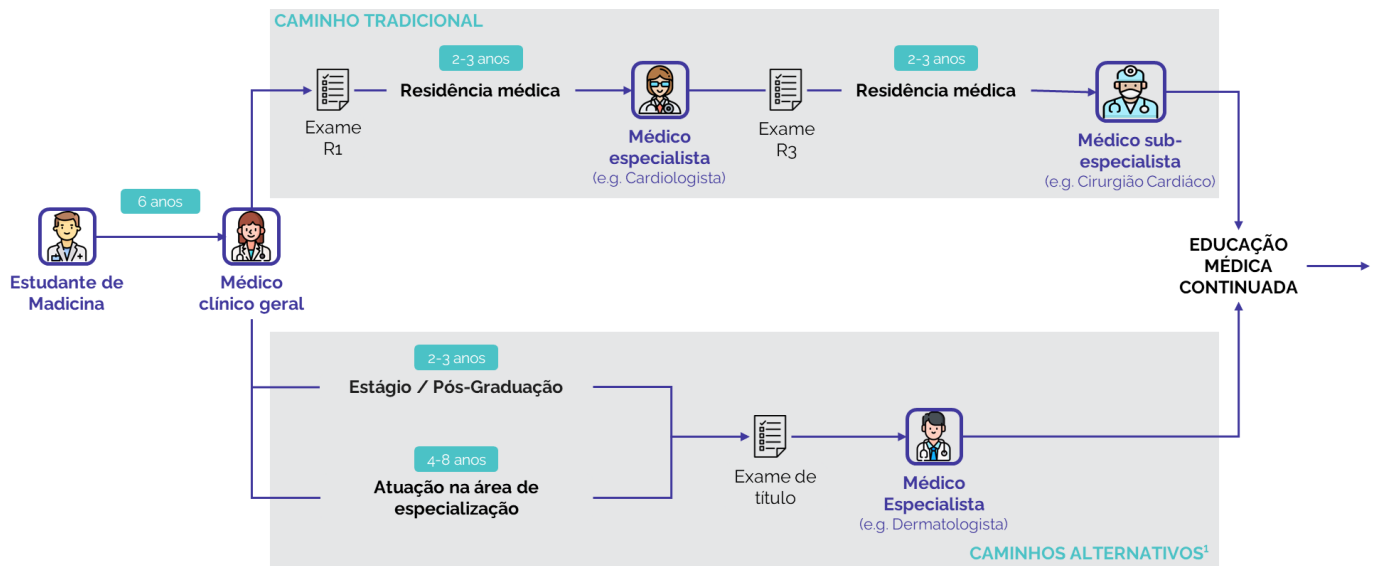 CAMINHO TRADICIONAL
2-3 anos
Residência médica
Exame
R1
Médico
especialista
(e.g. Cardiologista)
Exame
R3
2-3 anos
Residência médica
Médico sub-
especialista
(e.g. Cirurgião Cardiáco)
6 anos
Estudante de
Madicina
Médico
clínico geral
EDUCAÇÃO
MÉDICA
CONTINUADA
2-3 anos
Estágio / Pós-Graduação
4-8 anos
Atuação na área de
especialização
Exame de
título
Médico
Especialista
(e.g. Dermatologista)
CAMINHOS ALTERNATIVOS¹